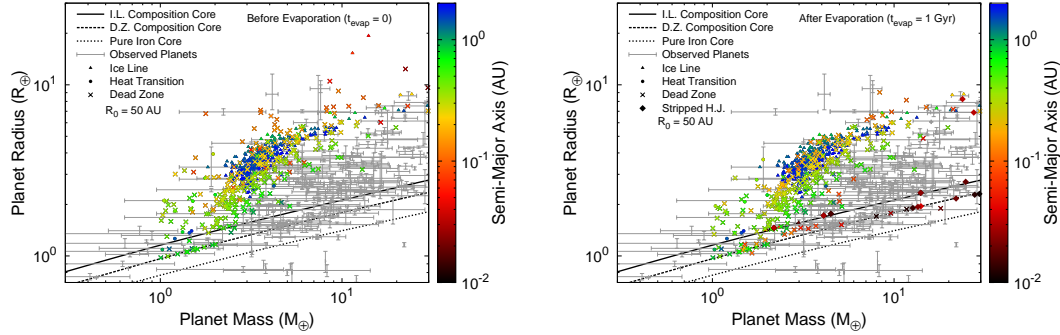 I.L. Composition Core
D.Z. Composition Core
Pure Iron Core
Observed Planets
Ice Line
Heat Transition
Dead Zone
R₀ = 50 AU
Before Evaporation (t_evap = 0)
Planet Radius (R⊕)
10¹
10⁰
10⁰
10¹
Planet Mass (M⊕)
10⁰
10⁻¹
10⁻²
Semi-Major Axis (AU)
I.L. Composition Core
D.Z. Composition Core
Pure Iron Core
Observed Planets
Ice Line
Heat Transition
Dead Zone
Stripped H.J.
R₀ = 50 AU
After Evaporation (t_evap = 1 Gyr)
Planet Radius (R⊕)
10¹
10⁰
10⁰
10¹
Planet Mass (M⊕)
10⁰
10⁻¹
10⁻²
Semi-Major Axis (AU)